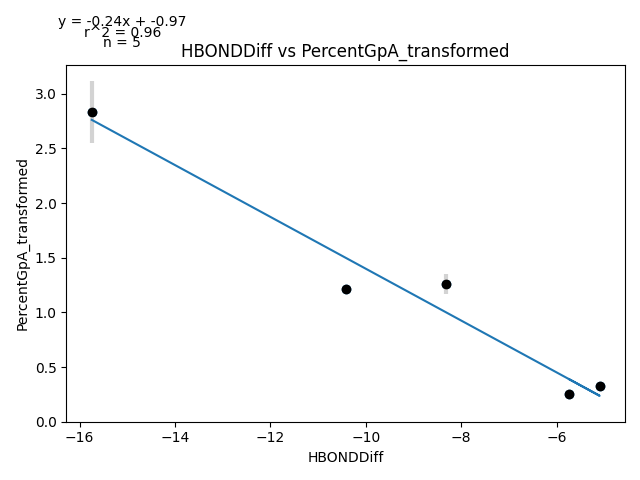 y = -0.24x + -0.97
r^2 = 0.96
n = 5
HBONDDiff vs PercentGpA_transformed
PercentGpA_transformed
3.0
2.5
2.0
1.5
1.0
0.5
0.0
−16
−14
−12
−10
−8
−6
HBONDDiff